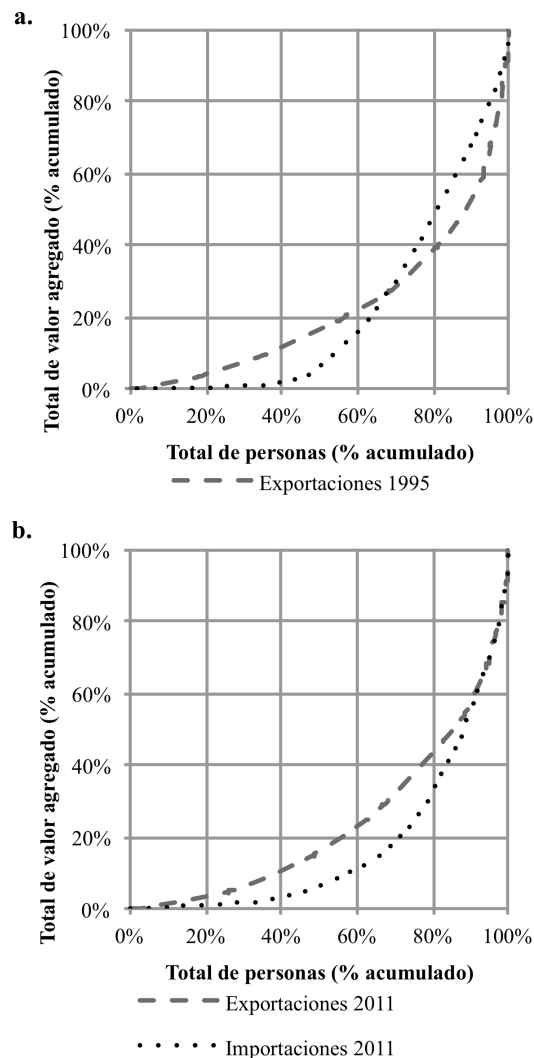 a.
100%
80%
60%
40%
20%
0%
Total de valor agregado (% acumulado)
0% 20% 40% 60% 80% 100%
Total de personas (% acumulado)
Exportaciones 1995
b.
100%
80%
60%
40%
20%
0%
Total de valor agregado (% acumulado)
0% 20% 40% 60% 80% 100%
Total de personas (% acumulado)
Exportaciones 2011
Importaciones 2011